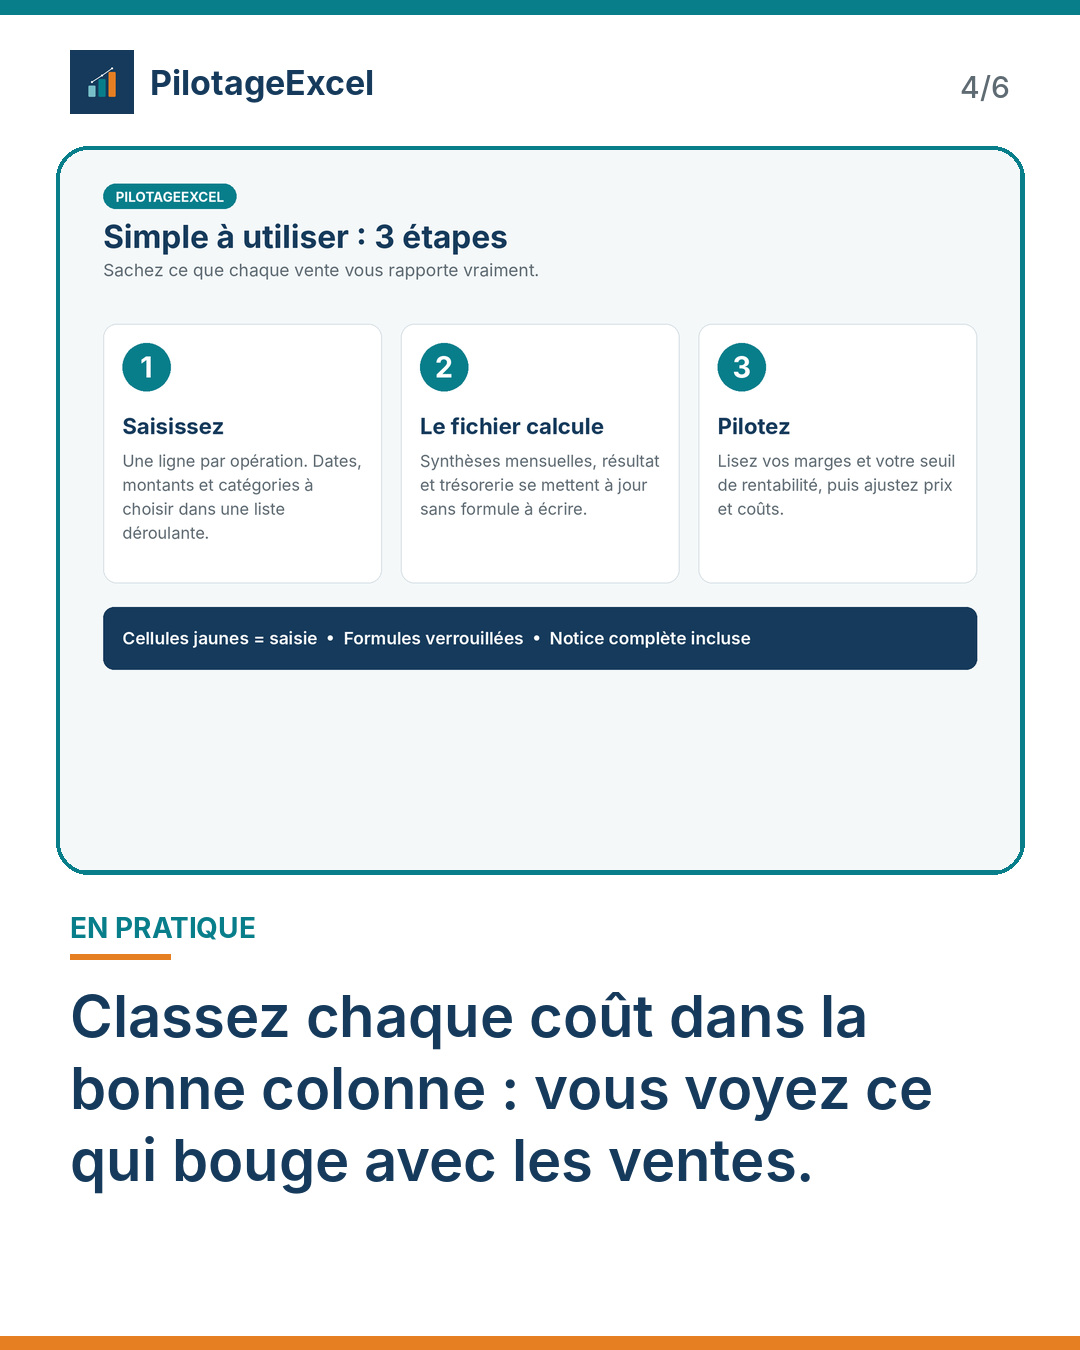 PilotageExcel
4/6
PILOTAGEEXCEL
Simple à utiliser : 3 étapes
Sachez ce que chaque vente vous rapporte vraiment.
1
Saisissez
Une ligne par opération. Dates,
montants et catégories à
choisir dans une liste
déroulante.
2
Le fichier calcule
Synthèses mensuelles, résultat
et trésorerie se mettent à jour
sans formule à écrire.
3
Pilotez
Lisez vos marges et votre seuil
de rentabilité, puis ajustez prix
et coûts.
Cellules jaunes = saisie • Formules verrouillées • Notice complète incluse
EN PRATIQUE
Classez chaque coût dans la
bonne colonne : vous voyez ce
qui bouge avec les ventes.